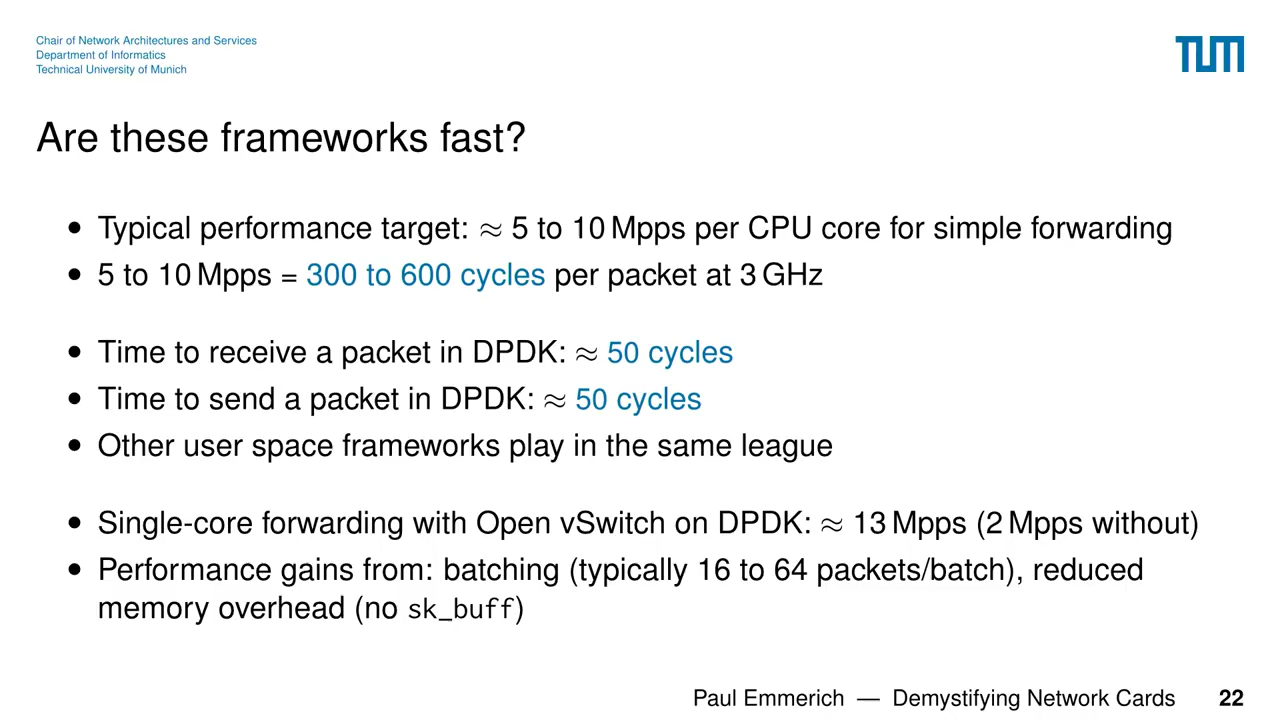 Chair of Network Architectures and Services
Department of Informatics
Technical University of Munich
TUM
Are these frameworks fast?
• Typical performance target: ≈ 5 to 10 Mpps per CPU core for simple forwarding
• 5 to 10 Mpps = 300 to 600 cycles per packet at 3 GHz
• Time to receive a packet in DPDK: ≈ 50 cycles
• Time to send a packet in DPDK: ≈ 50 cycles
• Other user space frameworks play in the same league
• Single-core forwarding with Open vSwitch on DPDK: ≈ 13 Mpps (2 Mpps without)
• Performance gains from: batching (typically 16 to 64 packets/batch), reduced
memory overhead (no sk_buff)
Paul Emmerich — Demystifying Network Cards 22